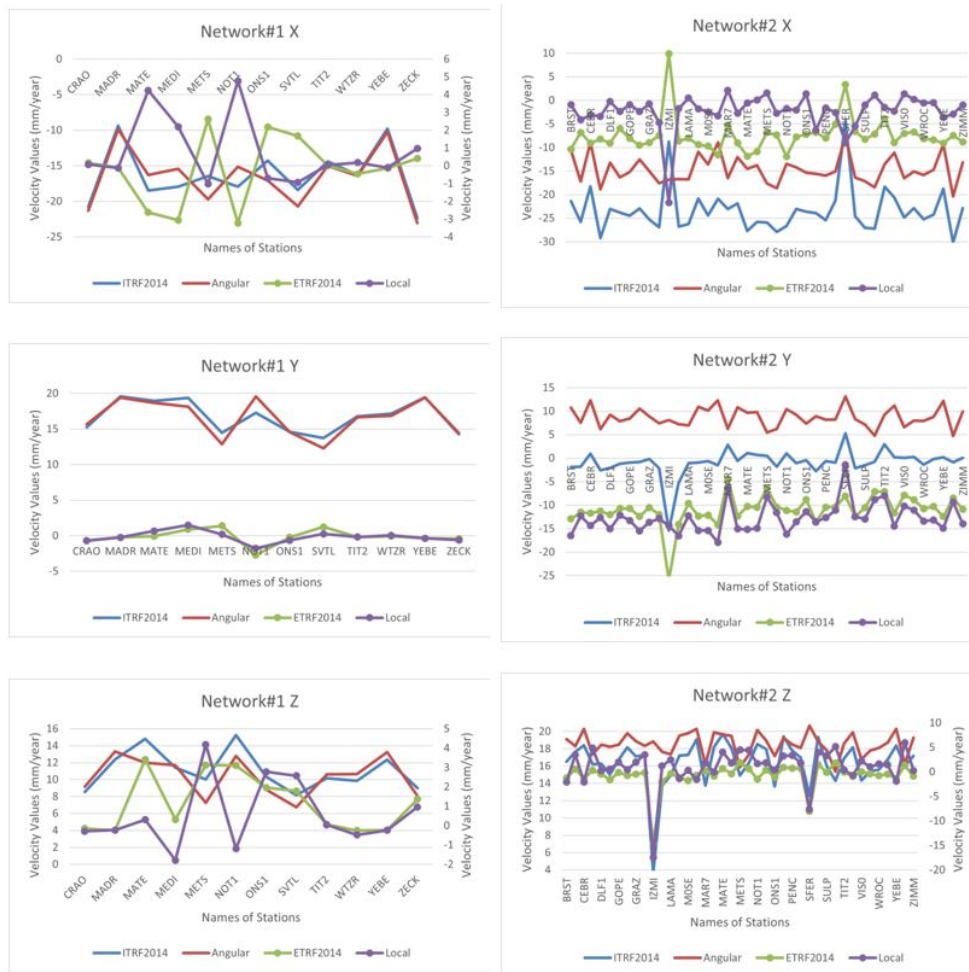 Network#1 X
Velocity Values (mm/year)
0
-5
-10
-15
-20
-25
CRAO MADR MATE MEDI METS NOT1 ONS1 SVTL TIT2 WTZR YEBE ZECK
6
5
4
3
2
1
0
-1
-2
-3
-4
Velocity Values (mm/year)
Names of Stations
ITRF2014 Angular ETRF2014 Local
Network#2 X
Velocity Values (mm/year)
10
5
0
-5
-10
-15
-20
-25
-30
BRST CEBR DLF1 GOPE GRAZ IZMI LAMA M0SE MAR7 MATE METS NOT1 ONS1 PENC SFER SULP TIT2 VIS0 WROC YEBE ZIMM
Names of Stations
ITRF2014 Angular ETRF2014 Local
Network#1 Y
Velocity Values (mm/year)
20
15
10
5
0
-5
CRAO MADR MATE MEDI METS NOT1 ONS1 SVTL TIT2 WTZR YEBE ZECK
Names of Stations
ITRF2014 Angular ETRF2014 Local
Network#2 Y
Velocity Values (mm/year)
15
10
5
0
-5
-10
-15
-20
-25
BRST CEBR DLF1 GOPE GRAZ IZMI LAMA M0SE MAR7 MATE METS NOT1 ONS1 PENC SFER SULP TIT2 VIS0 WROC YEBE ZIMM
Names of Stations
ITRF2014 Angular ETRF2014 Local
Network#1 Z
Velocity Values (mm/year)
16
14
12
10
8
6
4
2
0
CRAO MADR MATE MEDI METS NOT1 ONS1 SVTL TIT2 WTZR YEBE ZECK
5
4
3
2
1
0
-1
-2
Velocity Values (mm/year)
Names of Stations
ITRF2014 Angular ETRF2014 Local
Network#2 Z
Velocity Values (mm/year)
20
18
16
14
12
10
8
6
4
BRST CEBR DLF1 GOPE GRAZ IZMI LAMA M0SE MAR7 MATE METS NOT1 ONS1 PENC SFER SULP TIT2 VIS0 WROC YEBE ZIMM
10
5
0
-5
-10
-15
-20
Velocity Values (mm/year)
Names of Stations
ITRF2014 Angular ETRF2014 Local